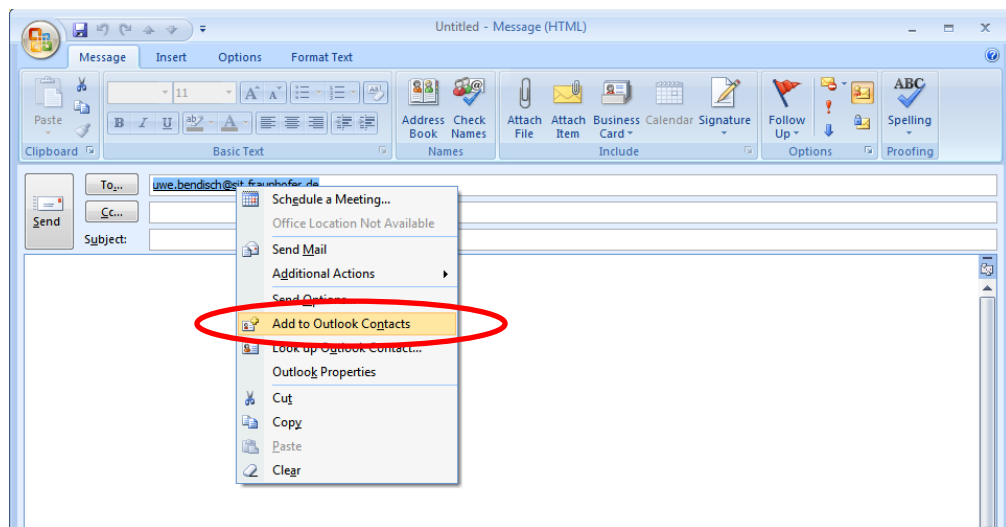 Untitled - Message (HTML)
Message Insert Options Format Text
Paste
11
A A
B I U ab A
Address Book
Check Names
Attach File
Attach Item
Business Card
Calendar
Signature
Follow Up
ABC
Spelling
Clipboard
Basic Text
Names
Include
Options
Proofing
Send
To...
uwe.bendisch@sit.fraunhofer.de
Cc...
Subject:
Schedule a Meeting...
Office Location Not Available
Send Mail
Additional Actions
Send Options...
Add to Outlook Contacts
Look up Outlook Contact...
Outlook Properties
Cut
Copy
Paste
Clear